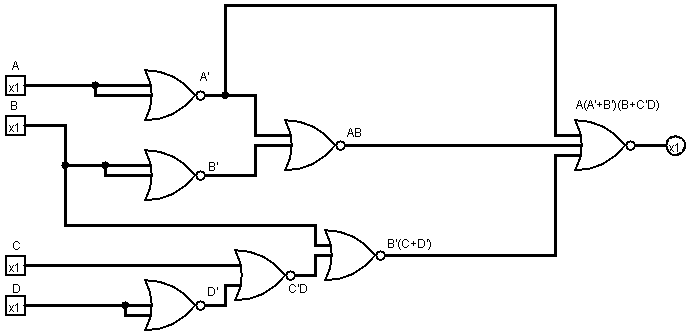 A
x1
B
x1
A'
B'
AB
A(A'+B')(B+C'D)
x1
C
x1
D
x1
D'
C'D
B'(C+D')